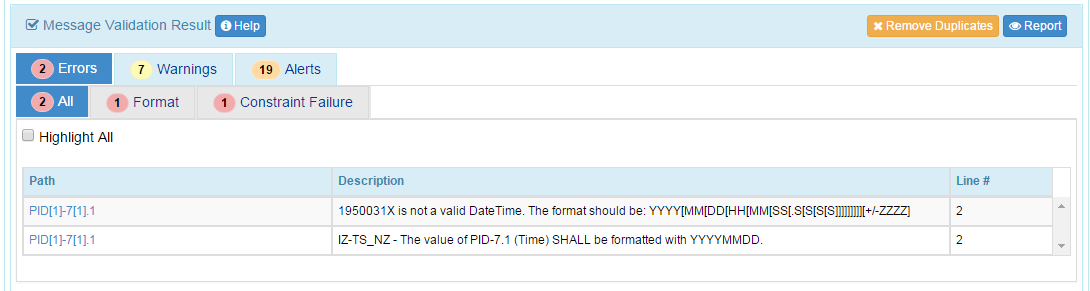 Message Validation Result Help Remove Duplicates Report
2 Errors 7 Warnings 19 Alerts
2 All 1 Format 1 Constraint Failure
Highlight All
Path Description Line #
PID[1]-7[1].1 1950031X is not a valid DateTime. The format should be: YYYY[MM[DD[HH[MM[SS[.S[S[S[S]]]]]]]]][+/-ZZZZ] 2
PID[1]-7[1].1 IZ-TS_NZ - The value of PID-7.1 (Time) SHALL be formatted with YYYYMMDD. 2